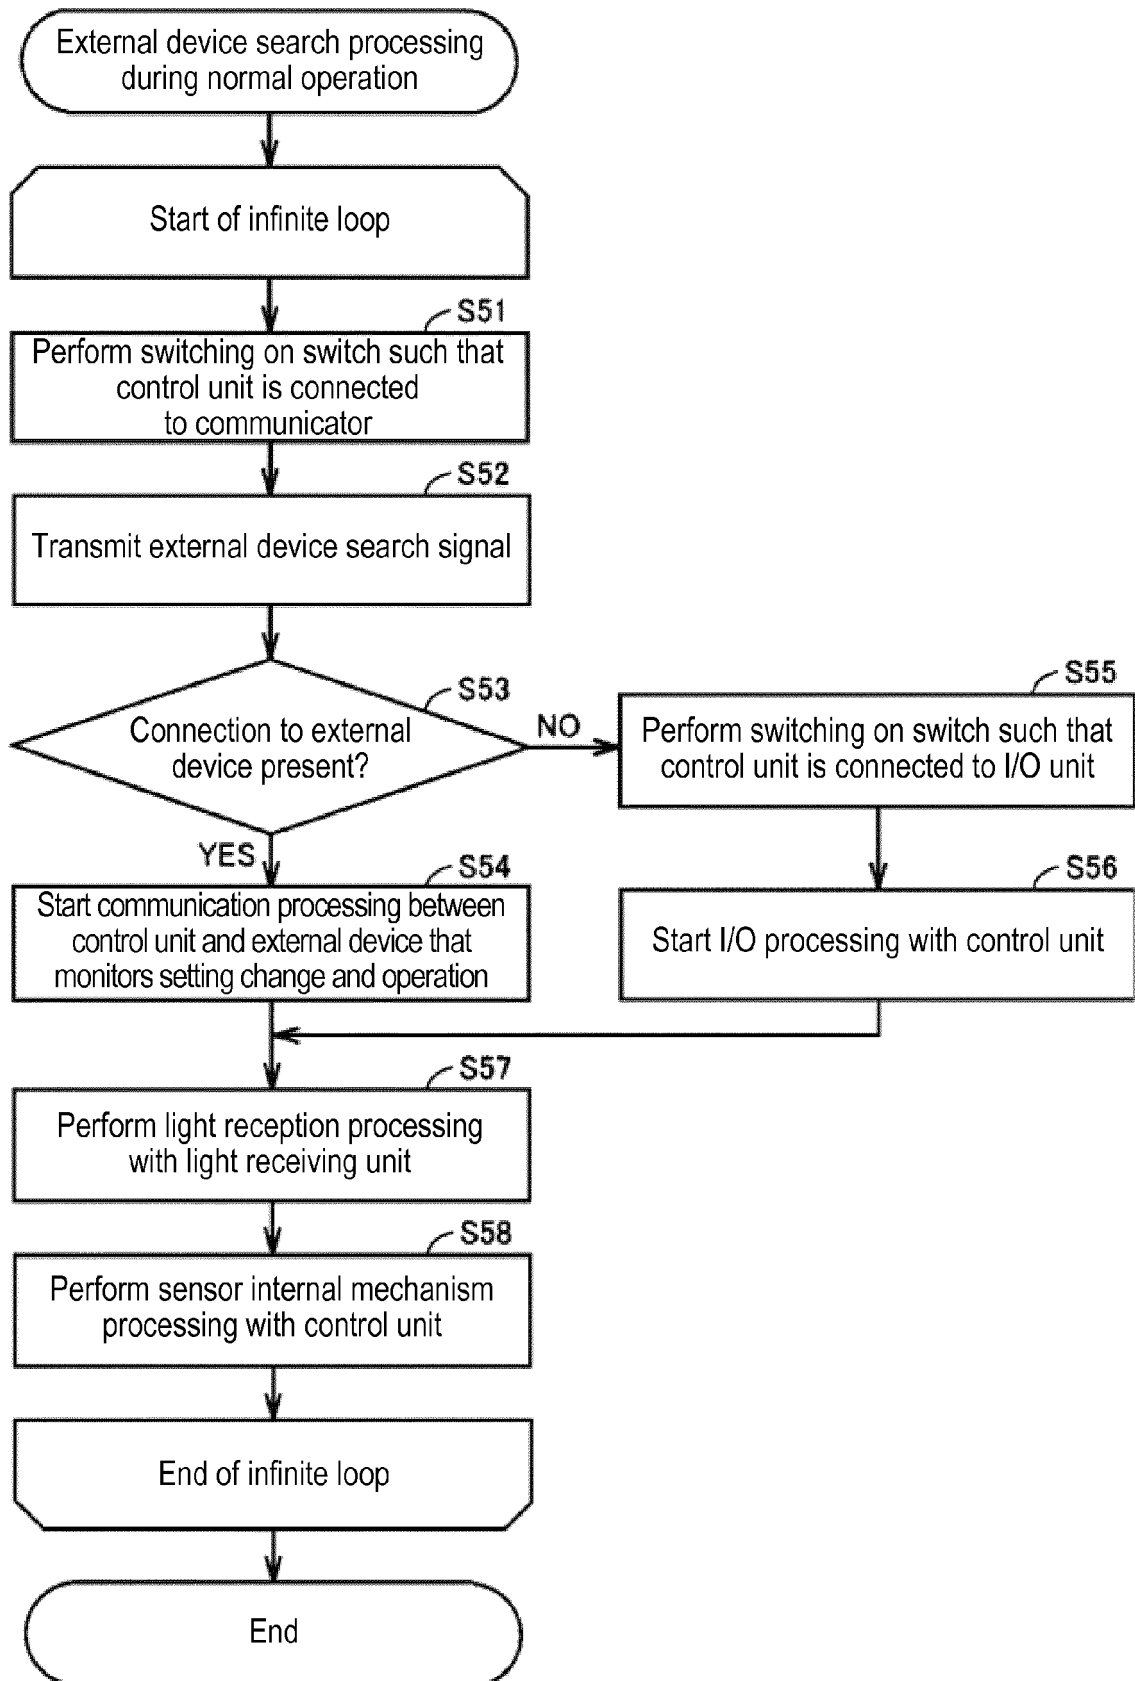 External device search processing
during normal operation
Start of infinite loop
S51
Perform switching on switch such that
control unit is connected
to communicator
S52
Transmit external device search signal
S53
Connection to external
device present?
NO
YES
S55
Perform switching on switch such that
control unit is connected to I/O unit
S54
Start communication processing between
control unit and external device that
monitors setting change and operation
S56
Start I/O processing with control unit
S57
Perform light reception processing
with light receiving unit
S58
Perform sensor internal mechanism
processing with control unit
End of infinite loop
End